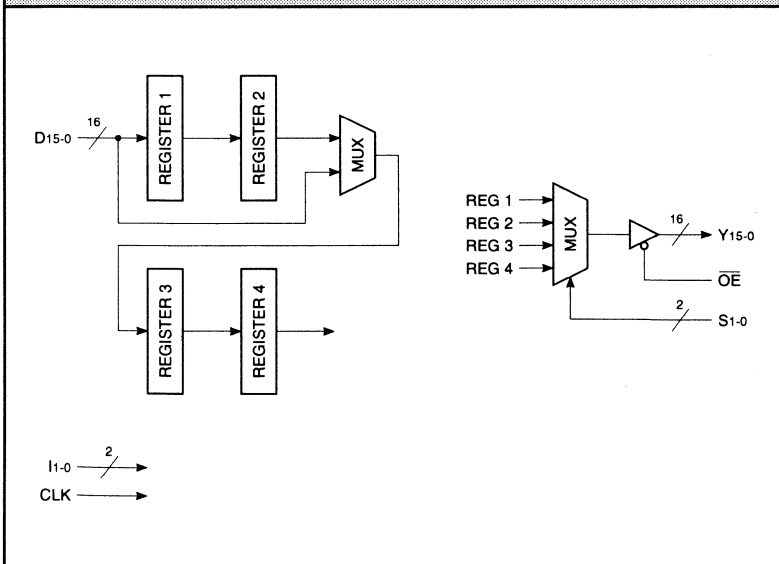 D15-0
16
REGISTER 1
REGISTER 2
MUX
REGISTER 3
REGISTER 4
I1-0
2
CLK
REG 1
REG 2
REG 3
REG 4
MUX
16
Y15-0
OE
2
S1-0